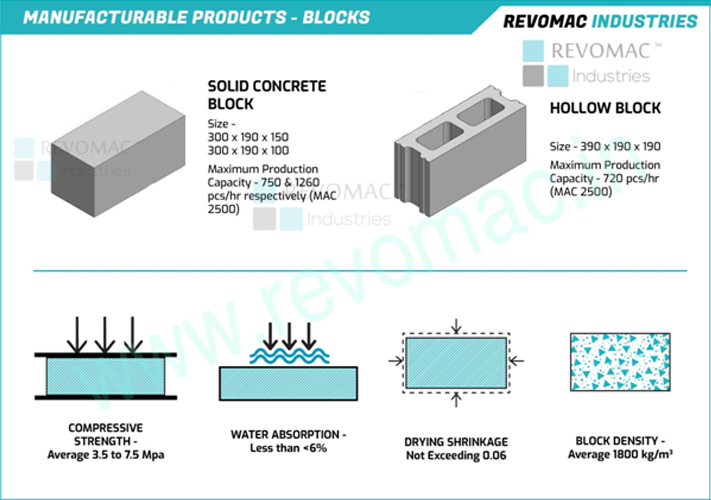 MANUFACTURABLE PRODUCTS - BLOCKS
REVOMAC INDUSTRIES
REVOMAC™
Industries
SOLID CONCRETE
BLOCK
Size -
300 x 190 x 150
300 x 190 x 100
Maximum Production
Capacity - 750 & 1260
pcs/hr respectively (MAC
2500)
REVOMAC
Industries
REVOMAC
Industries
HOLLOW BLOCK
Size - 390 x 190 x 190
Maximum Production
Capacity - 720 pcs/hr
(MAC 2500)
www.revomac.in
COMPRESSIVE
STRENGTH -
Average 3.5 to 7.5 Mpa
WATER ABSORPTION -
Less than <6%
DRYING SHRINKAGE
Not Exceeding 0.06
BLOCK DENSITY -
Average 1800 kg/m³